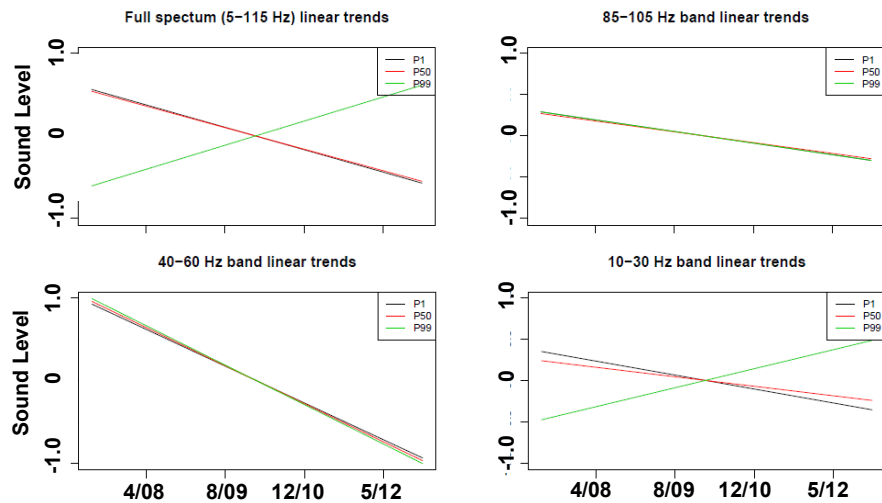 Full spectum (5−115 Hz) linear trends
85−105 Hz band linear trends
Sound Level
1.0
0
-1.0
P1
P50
P99
1.0
0.0
-1.0
P1
P50
P99
40−60 Hz band linear trends
10−30 Hz band linear trends
Sound Level
1.0
0
-1.0
P1
P50
P99
4/08
8/09
12/10
5/12
1.0
-0.0
-1.0
P1
P50
P99
4/08
8/09
12/10
5/12